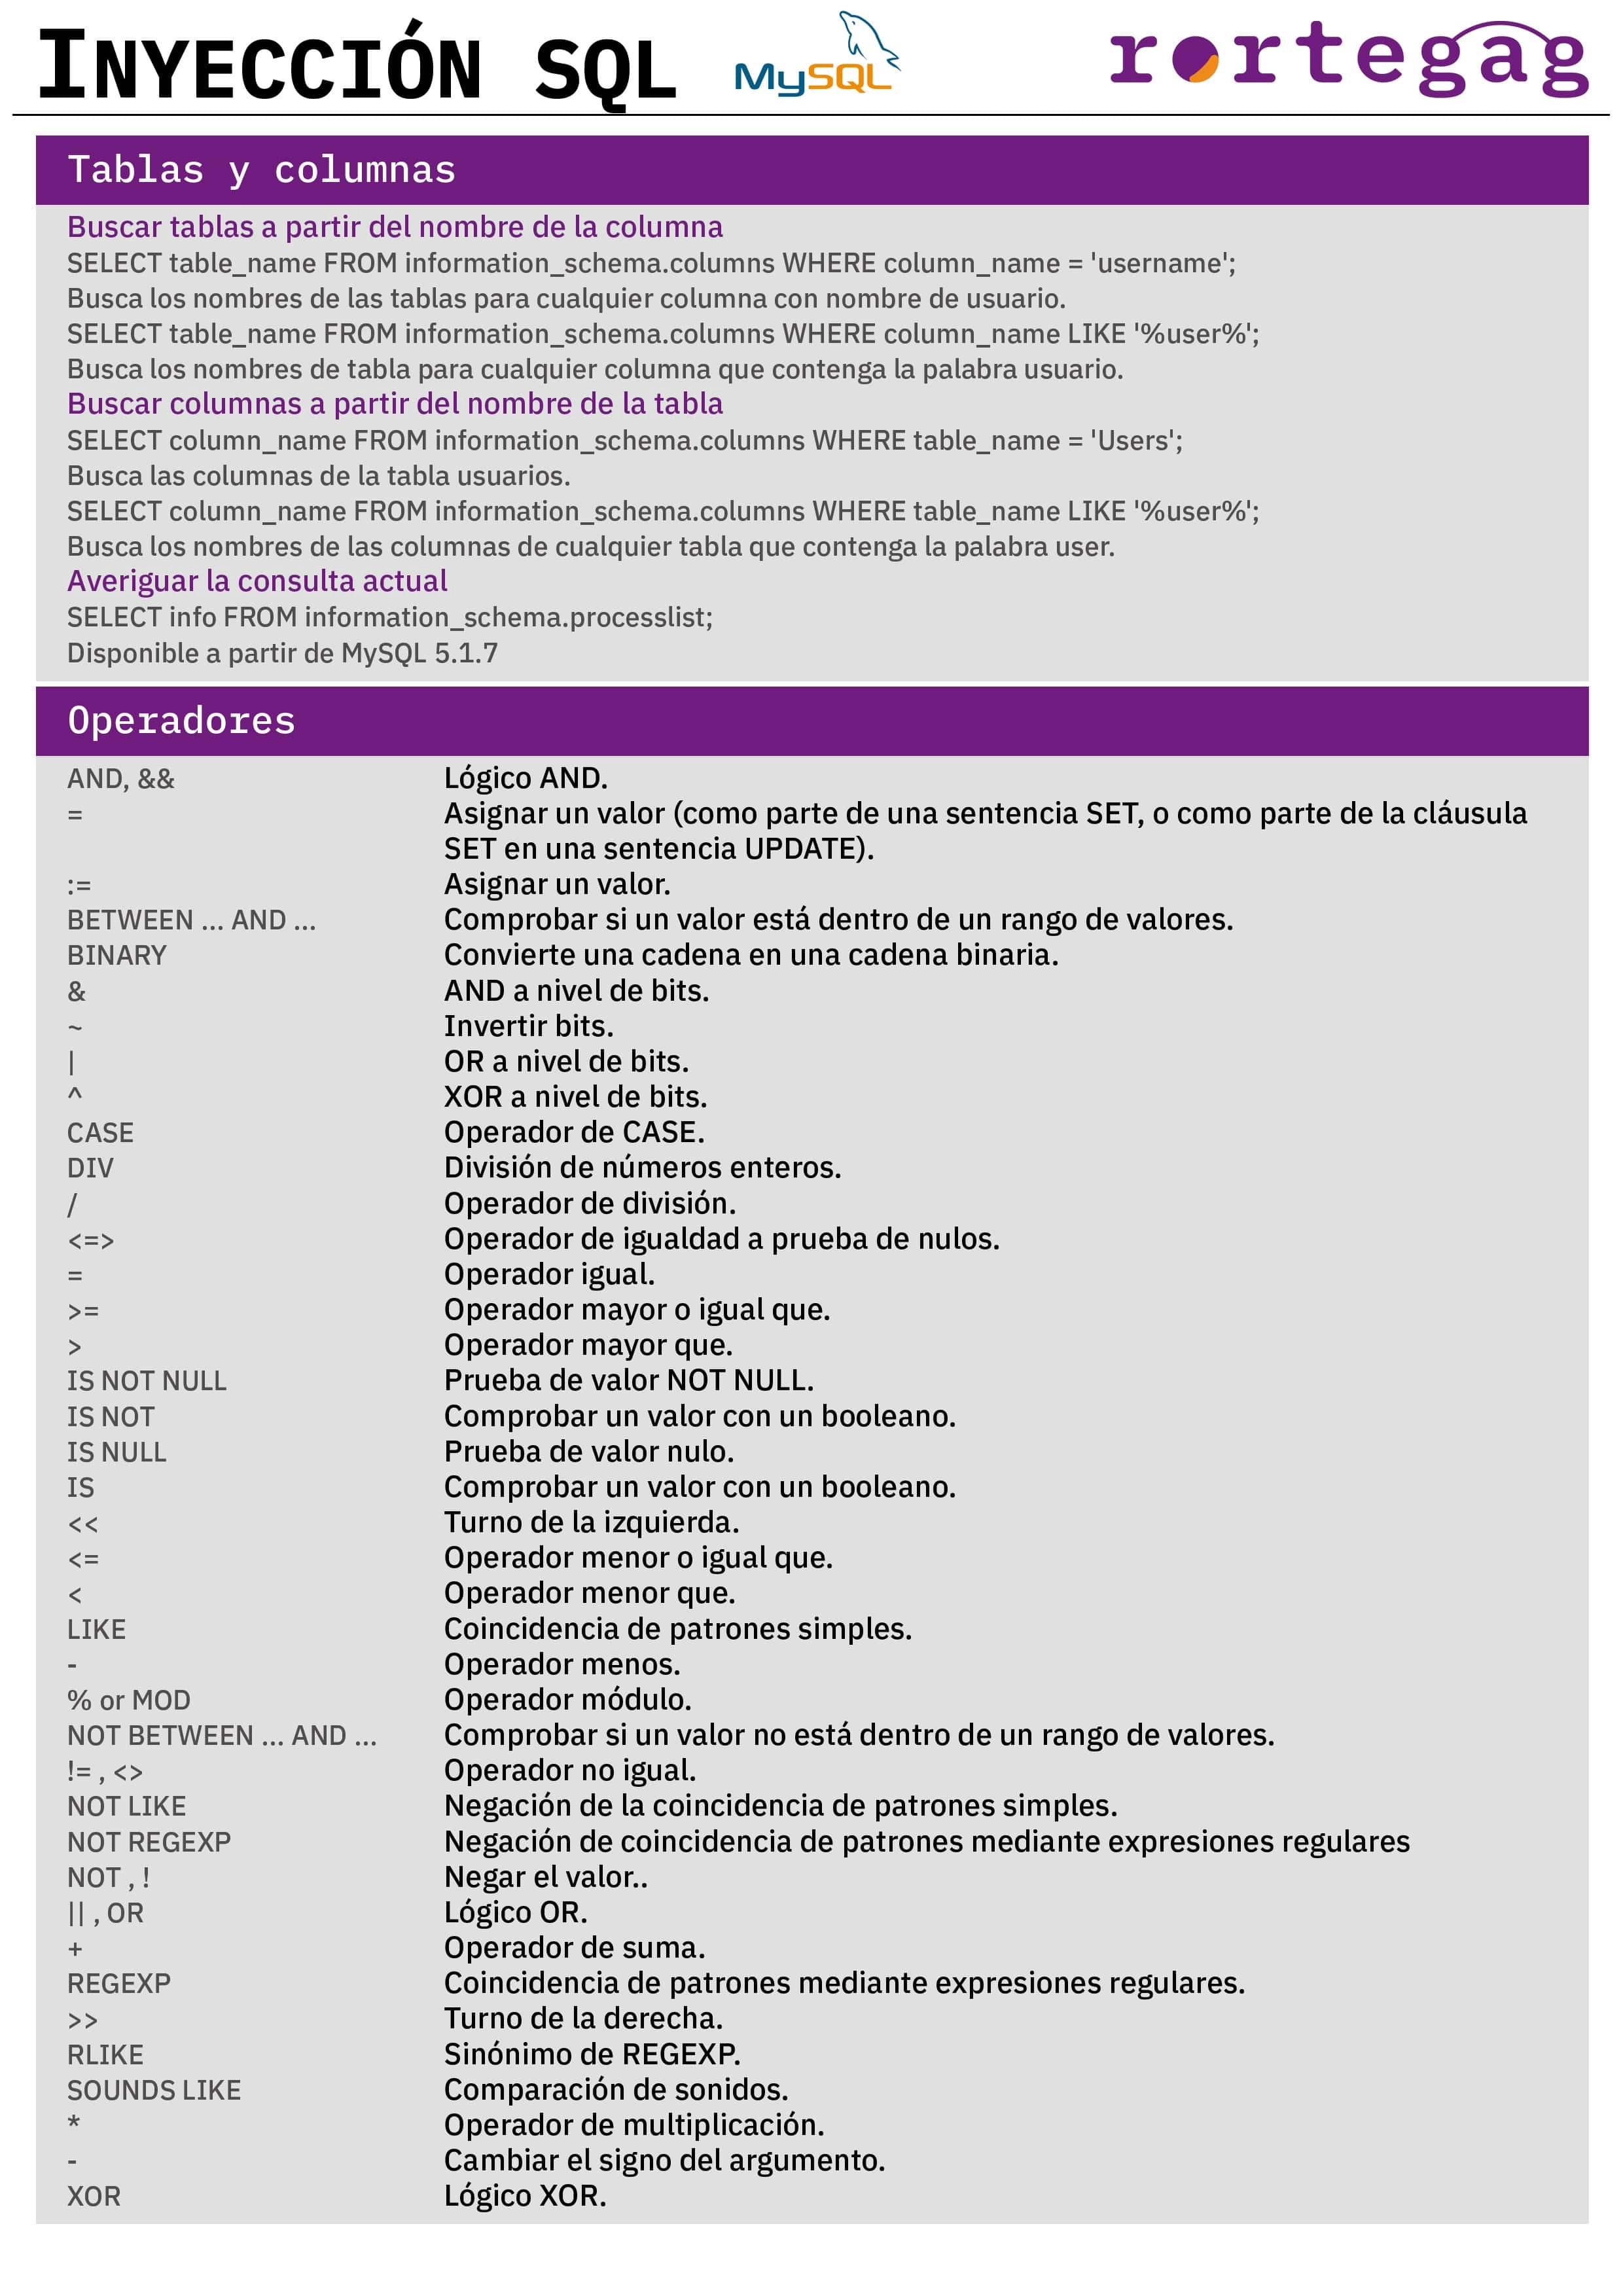 INYECCIÓN SQL
MySQL
rortegag
Tablas y columnas
Buscar tablas a partir del nombre de la columna
SELECT table_name FROM information_schema.columns WHERE column_name = 'username';
Busca los nombres de las tablas para cualquier columna con nombre de usuario.
SELECT table_name FROM information_schema.columns WHERE column_name LIKE '%user%';
Busca los nombres de tabla para cualquier columna que contenga la palabra usuario.
Buscar columnas a partir del nombre de la tabla
SELECT column_name FROM information_schema.columns WHERE table_name = 'Users';
Busca las columnas de la tabla usuarios.
SELECT column_name FROM information_schema.columns WHERE table_name LIKE '%user%';
Busca los nombres de las columnas de cualquier tabla que contenga la palabra user.
Averiguar la consulta actual
SELECT info FROM information_schema.processlist;
Disponible a partir de MySQL 5.1.7
Operadores
AND, && Lógico AND.
= Asignar un valor (como parte de una sentencia SET, o como parte de la cláusula
SET en una sentencia UPDATE).
:= Asignar un valor.
BETWEEN ... AND ... Comprobar si un valor está dentro de un rango de valores.
BINARY Convierte una cadena en una cadena binaria.
& AND a nivel de bits.
~ Invertir bits.
| OR a nivel de bits.
^ XOR a nivel de bits.
CASE Operador de CASE.
DIV División de números enteros.
/ Operador de división.
<=> Operador de igualdad a prueba de nulos.
= Operador igual.
>= Operador mayor o igual que.
> Operador mayor que.
IS NOT NULL Prueba de valor NOT NULL.
IS NOT Comprobar un valor con un booleano.
IS NULL Prueba de valor nulo.
IS Comprobar un valor con un booleano.
<< Turno de la izquierda.
<= Operador menor o igual que.
< Operador menor que.
LIKE Coincidencia de patrones simples.
- Operador menos.
% or MOD Operador módulo.
NOT BETWEEN ... AND ... Comprobar si un valor no está dentro de un rango de valores.
!= , <> Operador no igual.
NOT LIKE Negación de la coincidencia de patrones simples.
NOT REGEXP Negación de coincidencia de patrones mediante expresiones regulares
NOT , ! Negar el valor..
|| , OR Lógico OR.
+ Operador de suma.
REGEXP Coincidencia de patrones mediante expresiones regulares.
>> Turno de la derecha.
RLIKE Sinónimo de REGEXP.
SOUNDS LIKE Comparación de sonidos.
* Operador de multiplicación.
- Cambiar el signo del argumento.
XOR Lógico XOR.